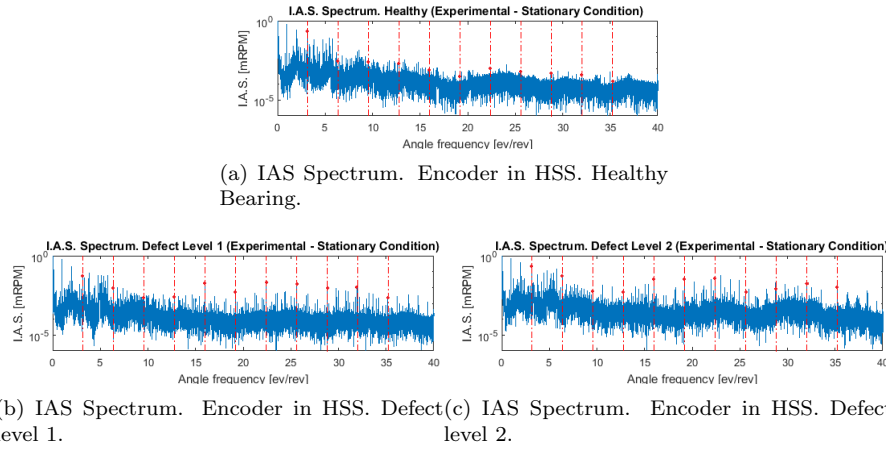 I.A.S. Spectrum. Healthy (Experimental - Stationary Condition)
I.A.S. [mRPM]
10^0
10^-5
0 5 10 15 20 25 30 35 40
Angle frequency [ev/rev]
(a) IAS Spectrum. Encoder in HSS. Healthy
Bearing.
I.A.S. Spectrum. Defect Level 1 (Experimental - Stationary Condition)
I.A.S. [mRPM]
10^0
10^-5
0 5 10 15 20 25 30 35 40
Angle frequency [ev/rev]
(b) IAS Spectrum. Encoder in HSS. Defect
level 1.
I.A.S. Spectrum. Defect Level 2 (Experimental - Stationary Condition)
I.A.S. [mRPM]
10^0
10^-5
0 5 10 15 20 25 30 35 40
Angle frequency [ev/rev]
(c) IAS Spectrum. Encoder in HSS. Defect
level 2.